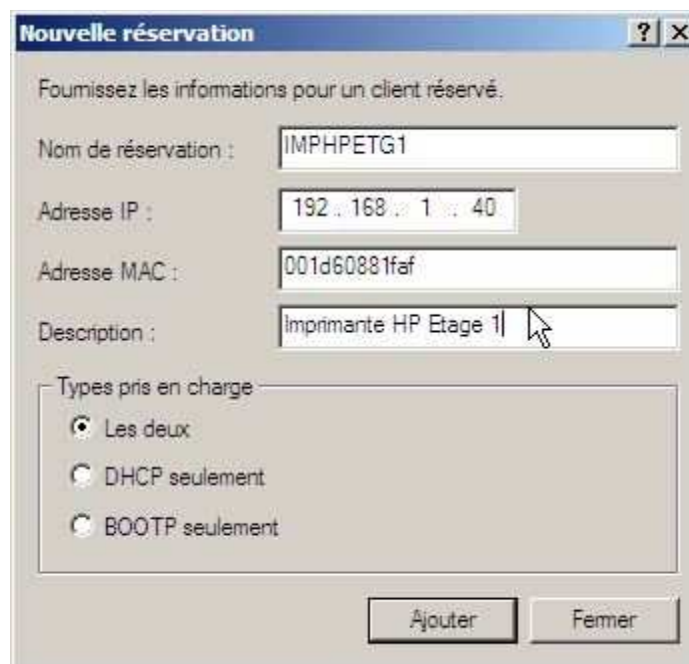 Nouvelle réservation
Fournissez les informations pour un client réservé.
Nom de réservation : IMPHPETG1
Adresse IP : 192 . 168 . 1 . 40
Adresse MAC : 001d60881faf
Description : Imprimante HP Etage 1
Types pris en charge
Les deux
DHCP seulement
BOOTP seulement
Ajouter Fermer